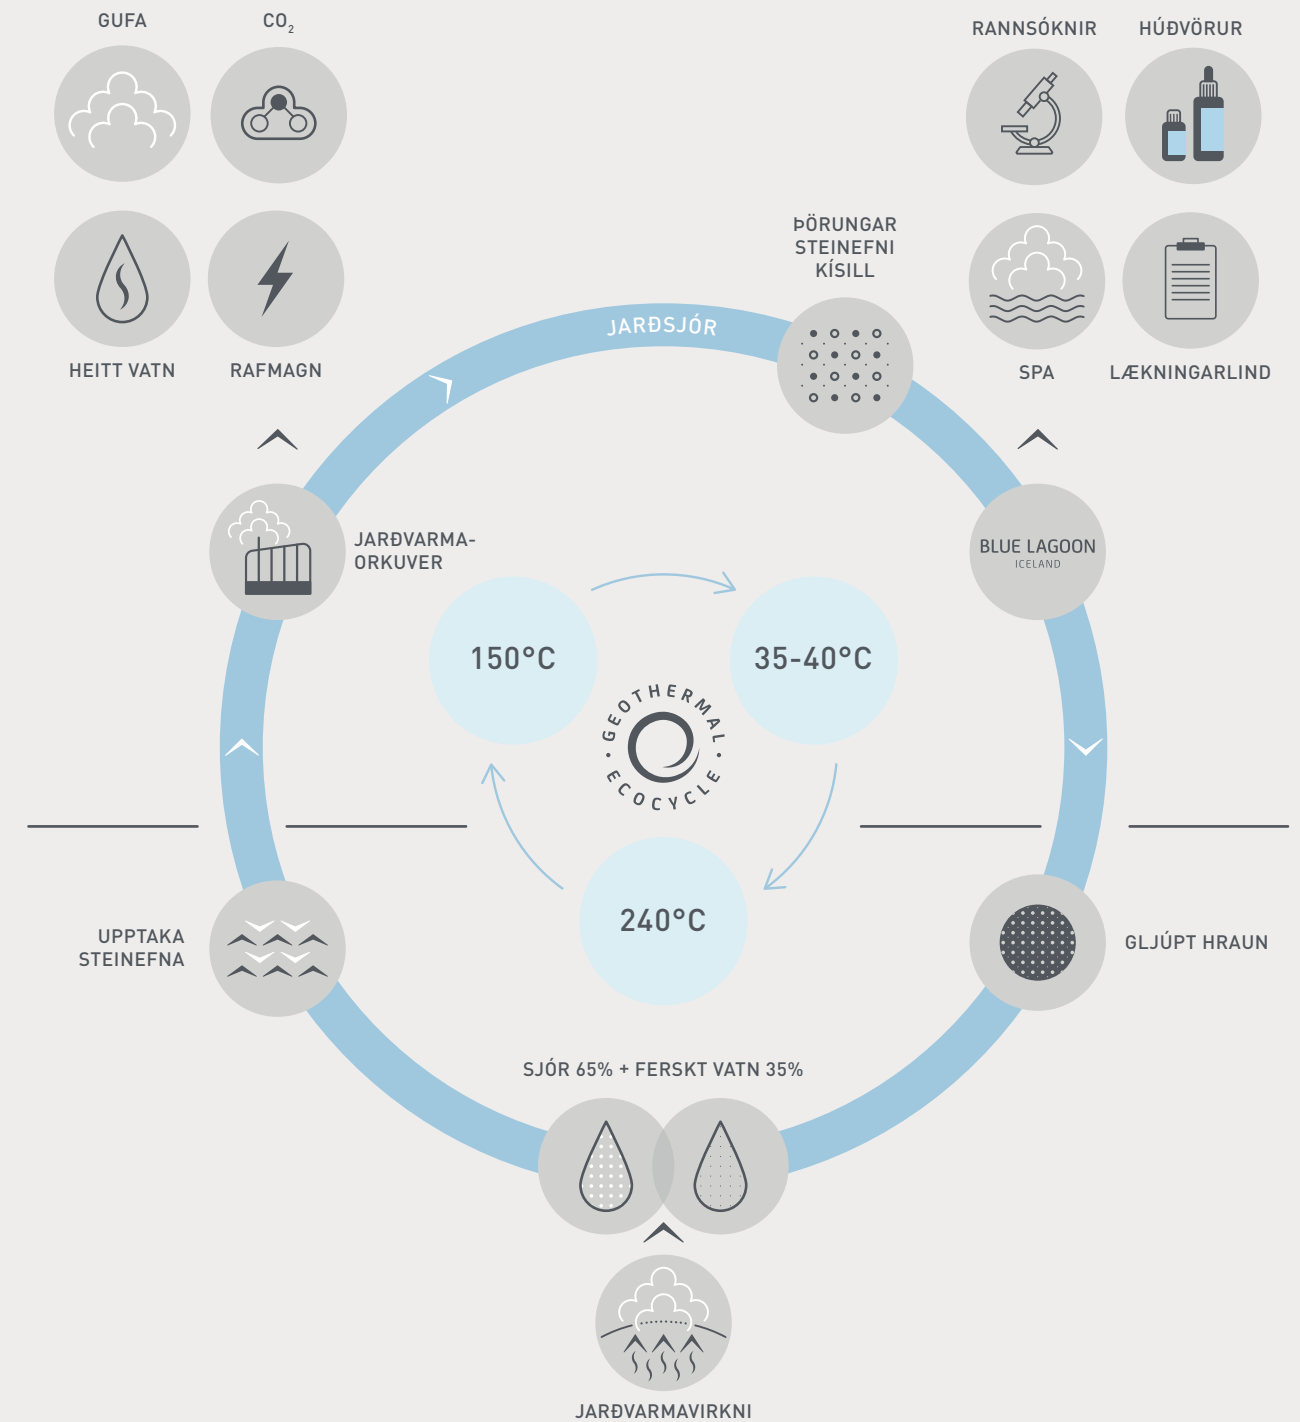 GUFA
CO₂
RANNSÓKNIR
HÚÐVÖRUR
HEITT VATN
RAFMAGN
ÞÖRUNGAR
STEINEFNI
KÍSILL
SPA
LÆKNINGARLIND
JARÐSJÓR
JARÐVARMA-
ORKUVER
BLUE LAGOON
ICELAND
150°C
35-40°C
· GEOTHERMAL ·
ECOCYCLE
240°C
UPPTAKA
STEINEFNA
GLJÚPT HRAUN
SJÓR 65% + FERSKT VATN 35%
JARÐVARMAVIRKNI